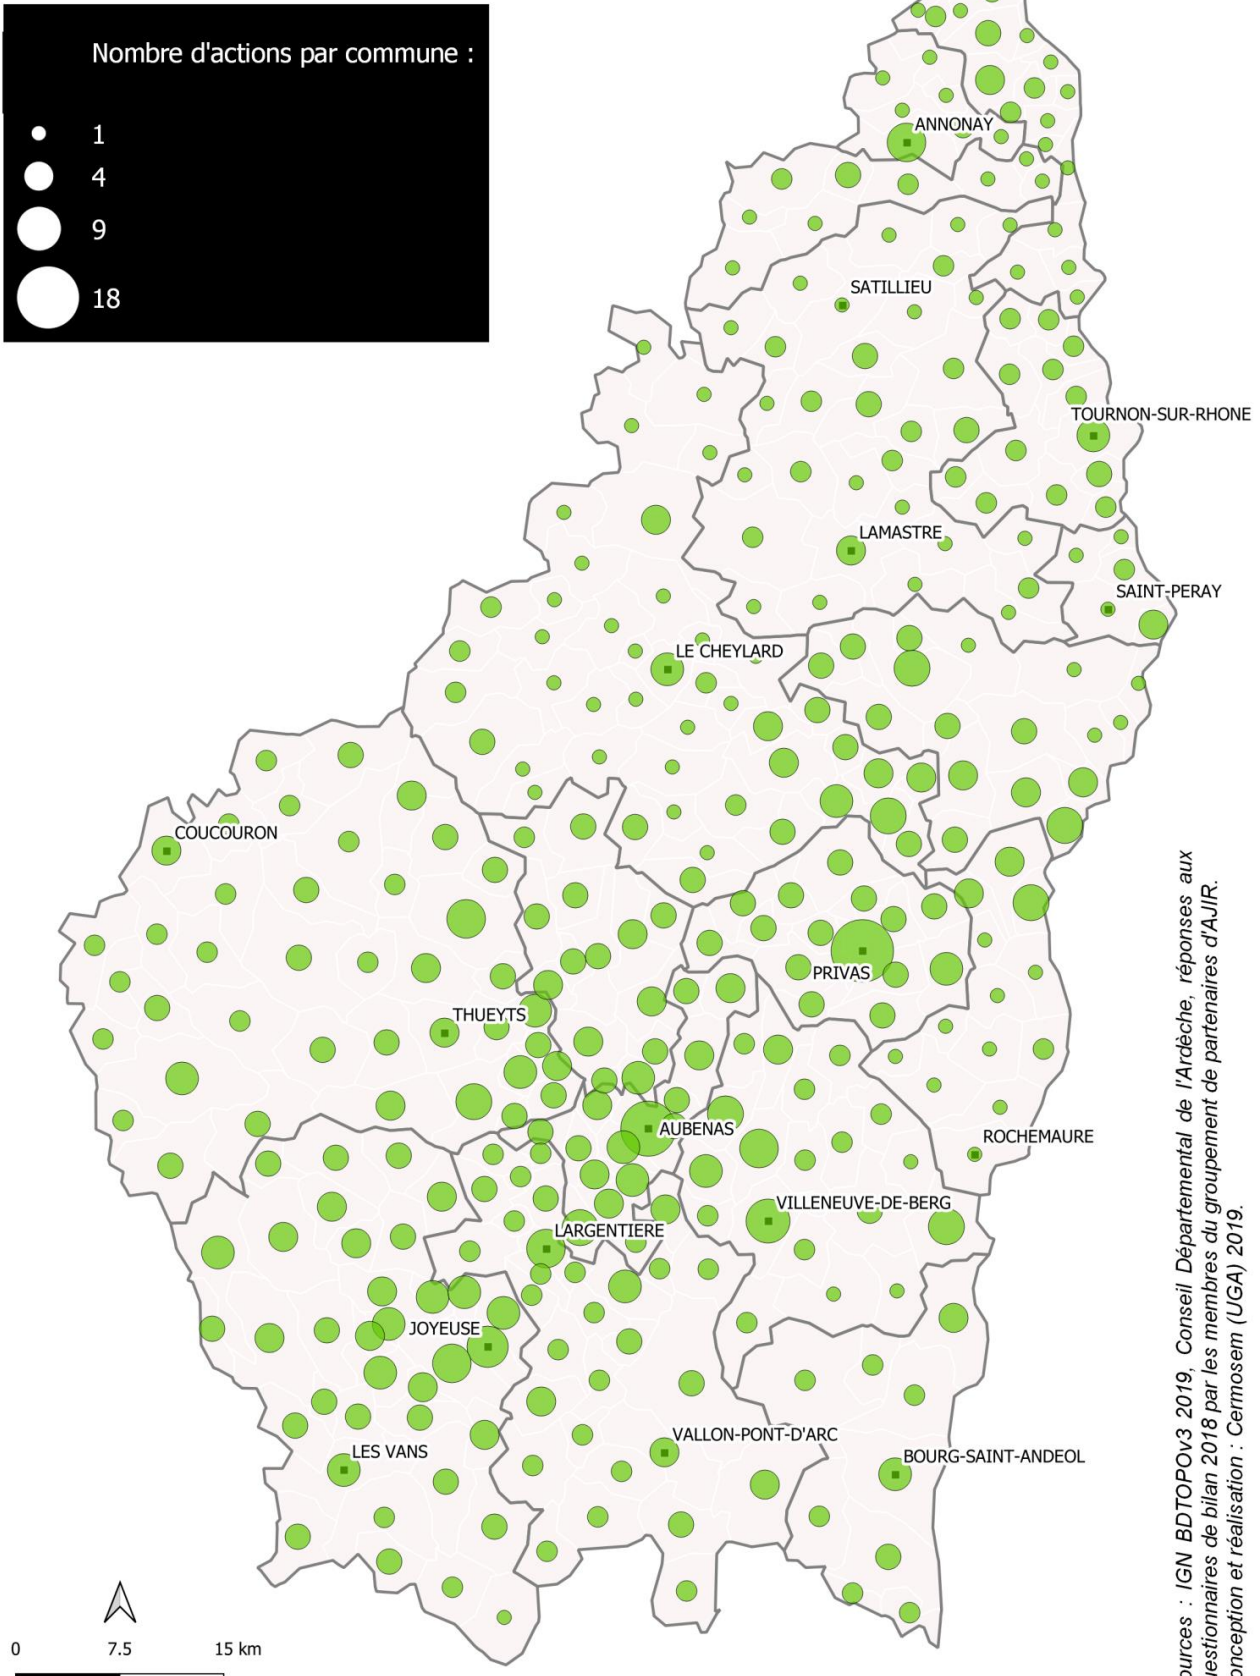 Nombre d'actions par commune :
1
4
9
18
ANNONAY
SATILLIEU
TOURNON-SUR-RHONE
LAMASTRE
SAINT-PERAY
LE CHEYLARD
COUCOURON
PRIVAS
THUEYTS
AUBENAS
ROCHEMAURE
VILLENEUVE-DE-BERG
LARGENTIERE
JOYEUSE
VALLON-PONT-D'ARC
LES VANS
BOURG-SAINT-ANDEOL
0 7.5 15 km
ources : IGN BDTOPOv3 2019, Conseil Départemental de l'Ardèche, réponses aux
uestionnaires de bilan 2018 par les membres du groupement de partenaires d'AJIR.
onception et réalisation : Cermosem (UGA) 2019.